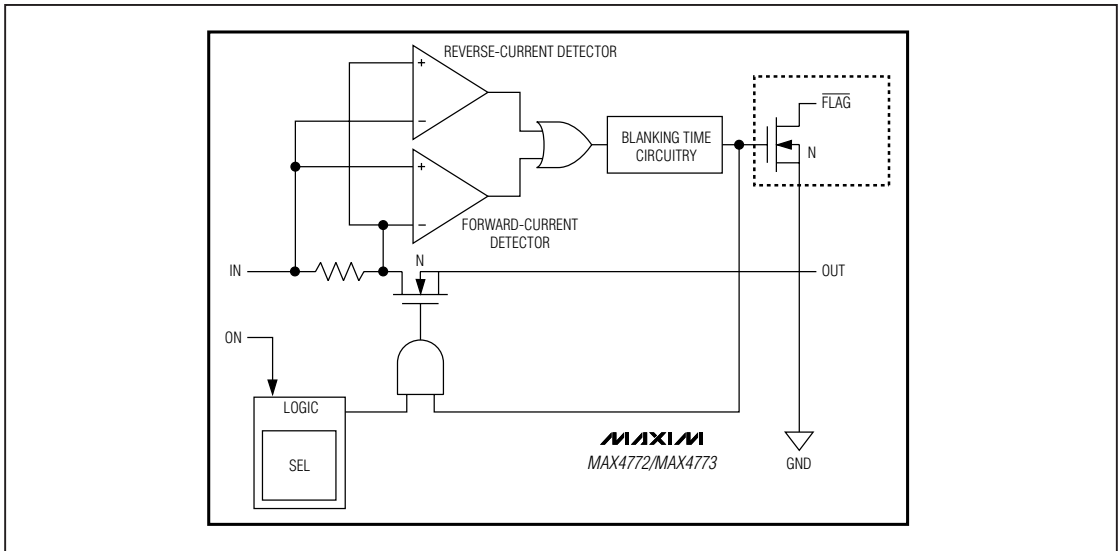 REVERSE-CURRENT DETECTOR
+
−
+
−
FORWARD-CURRENT
DETECTOR
BLANKING TIME
CIRCUITRY
FLAG
N
IN
N
OUT
ON
LOGIC
SEL
MAXIM
MAX4772/MAX4773
GND